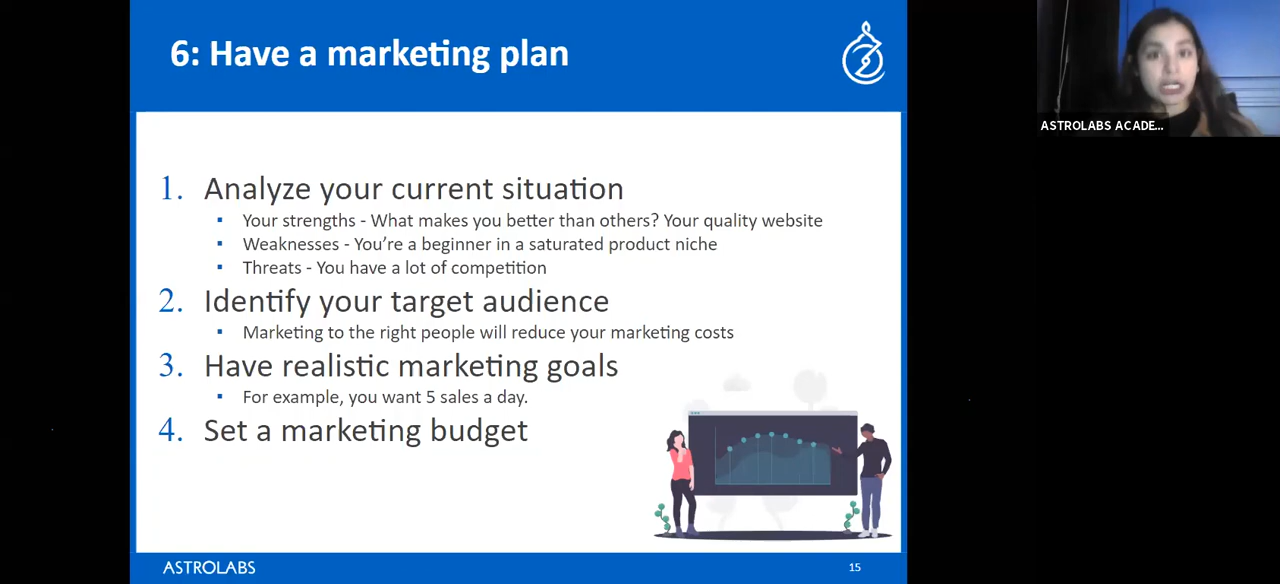 6: Have a marketing plan
ASTROLABS ACADE...
1. Analyze your current situation
▪ Your strengths - What makes you better than others? Your quality website
▪ Weaknesses - You’re a beginner in a saturated product niche
▪ Threats - You have a lot of competition
2. Identify your target audience
▪ Marketing to the right people will reduce your marketing costs
3. Have realistic marketing goals
▪ For example, you want 5 sales a day.
4. Set a marketing budget
ASTROLABS
15